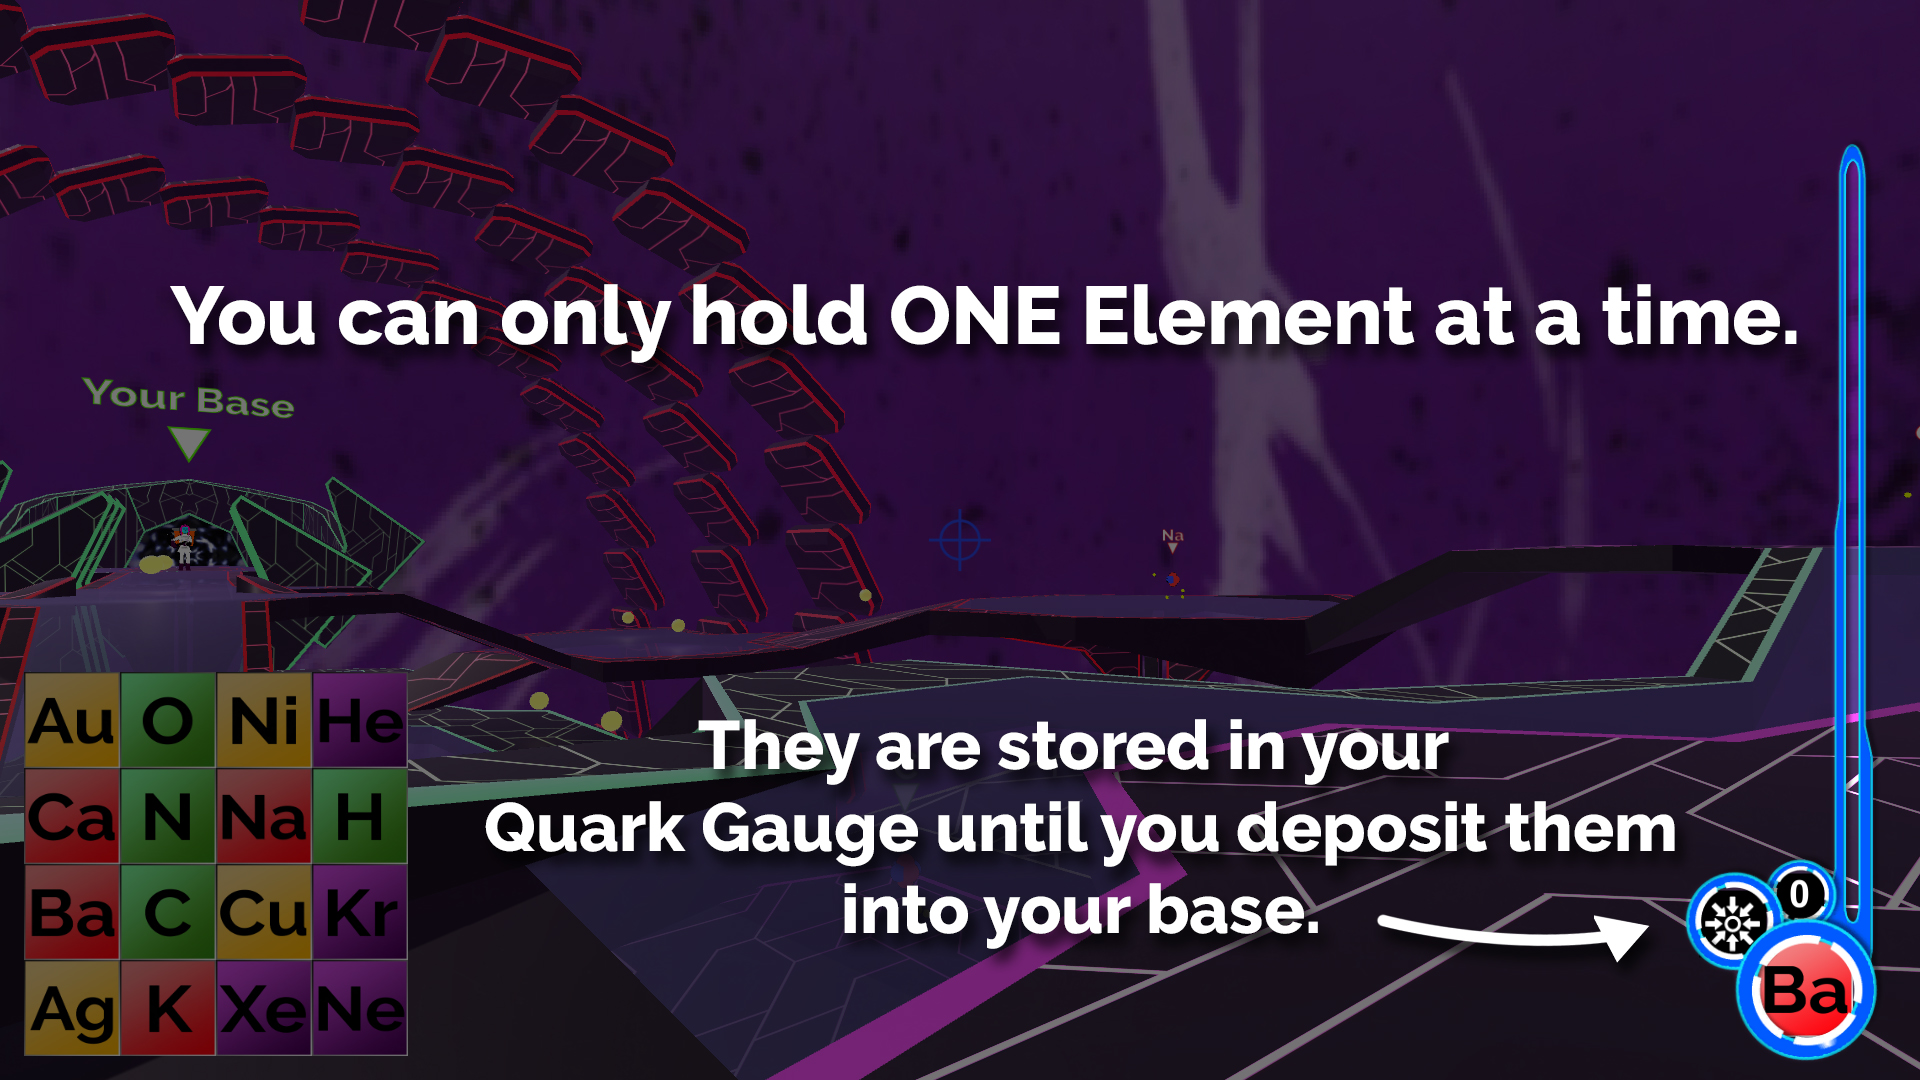 You can only hold ONE Element at a time.
Your Base
Na
Au O Ni He
Ca N Na H
Ba C Cu Kr
Ag K Xe Ne
They are stored in your
Quark Gauge until you deposit them
into your base.
0
Ba